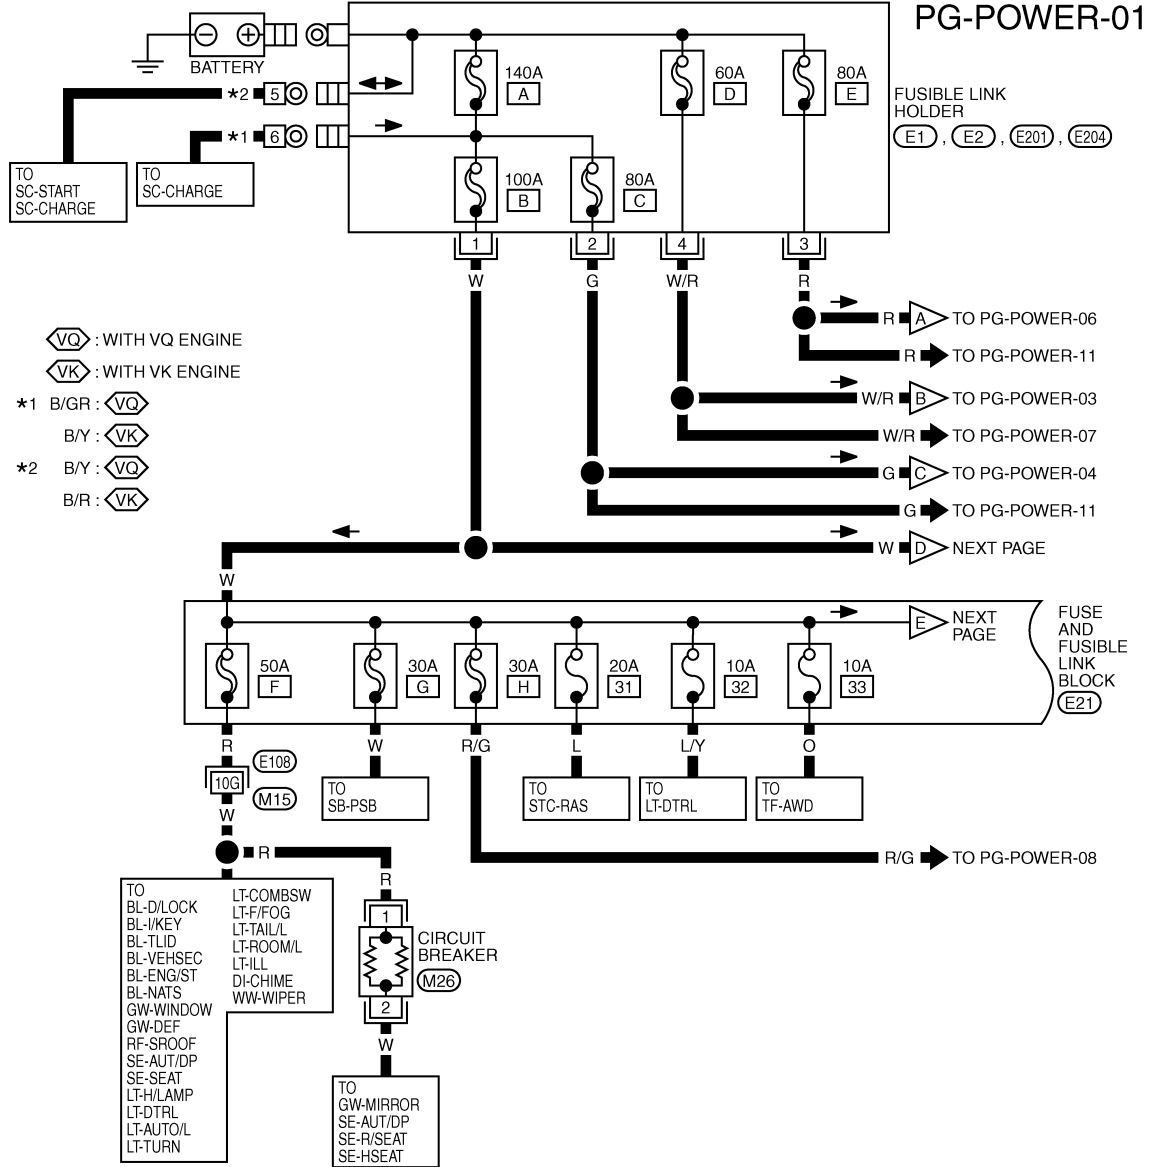 PG-POWER-01
BATTERY
*2 5
*1 6
TO
SC-START
SC-CHARGE
TO
SC-CHARGE
140A
A
60A
D
80A
E
100A
B
80A
C
FUSIBLE LINK
HOLDER
E1 , E2 , E201 , E204
1
2
4
3
W
G
W/R
R
R A TO PG-POWER-06
R TO PG-POWER-11
W/R B TO PG-POWER-03
W/R TO PG-POWER-07
G C TO PG-POWER-04
G TO PG-POWER-11
W D NEXT PAGE
VQ : WITH VQ ENGINE
VK : WITH VK ENGINE
*1 B/GR : VQ
B/Y : VK
*2 B/Y : VQ
B/R : VK
W
E NEXT
PAGE
FUSE
AND
FUSIBLE
LINK
BLOCK
E21
50A
F
30A
G
30A
H
20A
31
10A
32
10A
33
R
W
R/G
L
L/Y
O
E108
10G
M15
W
TO
SB-PSB
TO
STC-RAS
TO
LT-DTRL
TO
TF-AWD
R/G TO PG-POWER-08
R
R
1
CIRCUIT
BREAKER
M26
2
W
TO
BL-D/LOCK
BL-I/KEY
BL-TLID
BL-VEHSEC
BL-ENG/ST
BL-NATS
GW-WINDOW
GW-DEF
RF-SROOF
SE-AUT/DP
SE-SEAT
LT-H/LAMP
LT-DTRL
LT-AUTO/L
LT-TURN
LT-COMBSW
LT-F/FOG
LT-TAIL/L
LT-ROOM/L
LT-ILL
DI-CHIME
WW-WIPER
TO
GW-MIRROR
SE-AUT/DP
SE-R/SEAT
SE-HSEAT